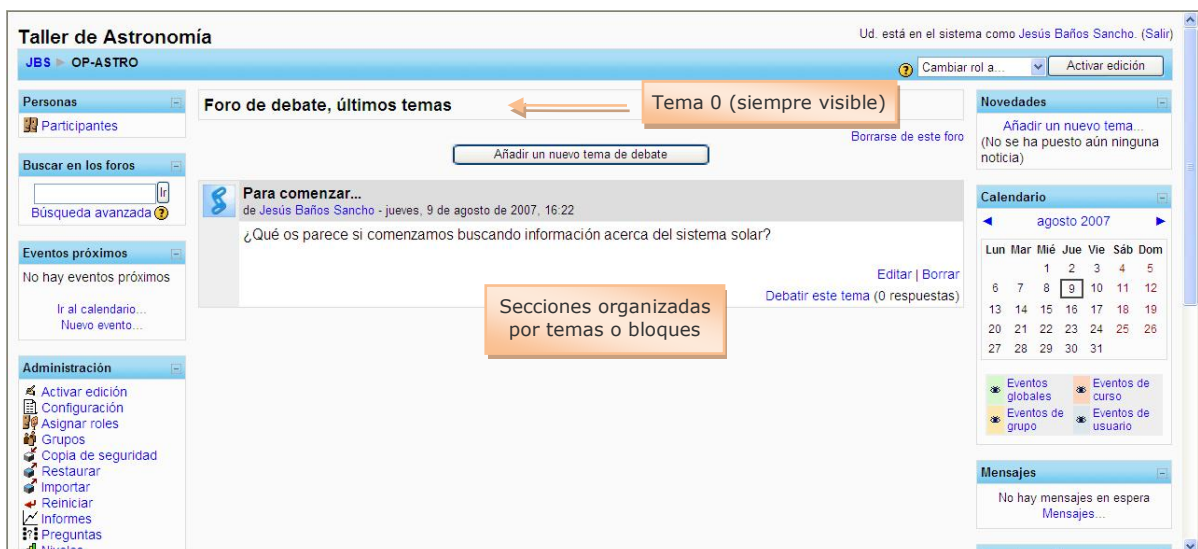 Taller de Astronomía
Ud. está en el sistema como Jesús Baños Sancho. (Salir)
JBS ► OP-ASTRO
Cambiar rol a...
Activar edición
Personas
Participantes
Buscar en los foros
Ir
Búsqueda avanzada
Eventos próximos
No hay eventos próximos
Ir al calendario...
Nuevo evento...
Administración
Activar edición
Configuración
Asignar roles
Grupos
Copia de seguridad
Restaurar
Importar
Reiniciar
Informes
Preguntas
Niveles
Foro de debate, últimos temas
Tema 0 (siempre visible)
Borrarse de este foro
Añadir un nuevo tema de debate
Para comenzar...
de Jesús Baños Sancho - jueves, 9 de agosto de 2007, 16:22
¿Qué os parece si comenzamos buscando información acerca del sistema solar?
Editar | Borrar
Debatir este tema (0 respuestas)
Secciones organizadas
por temas o bloques
Novedades
Añadir un nuevo tema...
(No se ha puesto aún ninguna
noticia)
Calendario
◄ agosto 2007 ►
Lun Mar Mié Jue Vie Sáb Dom
1 2 3 4 5
6 7 8 9 10 11 12
13 14 15 16 17 18 19
20 21 22 23 24 25 26
27 28 29 30 31
Eventos globales
Eventos de curso
Eventos de grupo
Eventos de usuario
Mensajes
No hay mensajes en espera
Mensajes...